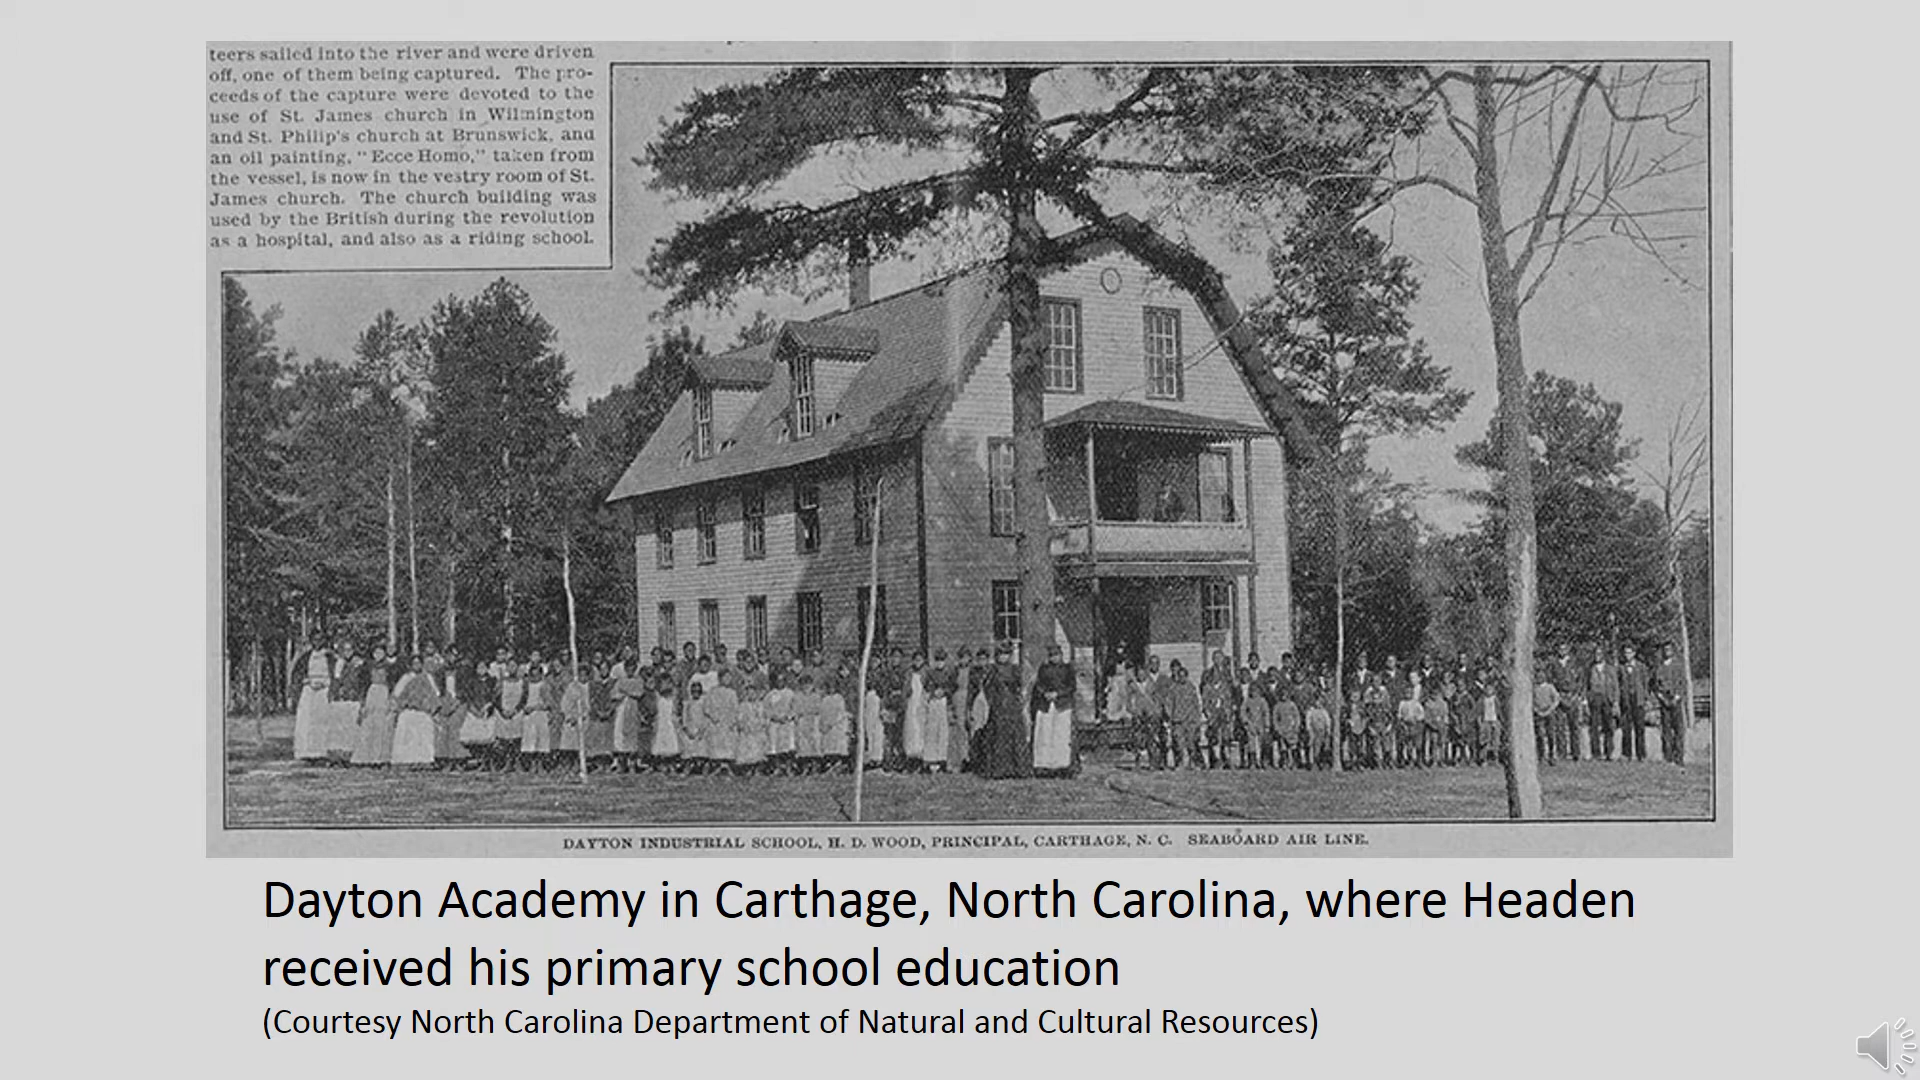 teers sailed into the river and were driven
off, one of them being captured. The pro-
ceeds of the capture were devoted to the
use of St. James church in Wilmington
and St. Philip's church at Brunswick, and
an oil painting, "Ecce Homo," taken from
the vessel, is now in the vestry room of St.
James church. The church building was
used by the British during the revolution
as a hospital, and also as a riding school.
DAYTON INDUSTRIAL SCHOOL, H. D. WOOD, PRINCIPAL, CARTHAGE, N. C. SEABOARD AIR LINE.
Dayton Academy in Carthage, North Carolina, where Headen
received his primary school education
(Courtesy North Carolina Department of Natural and Cultural Resources)